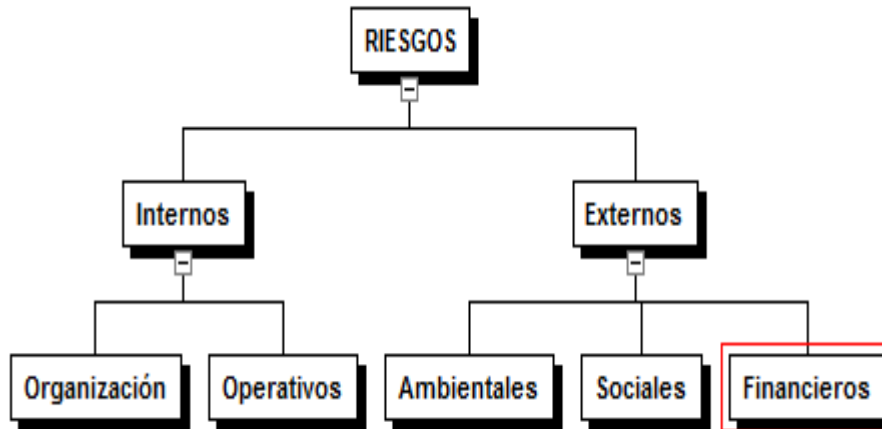 RIESGOS
Internos
Externos
Organización
Operativos
Ambientales
Sociales
Financieros